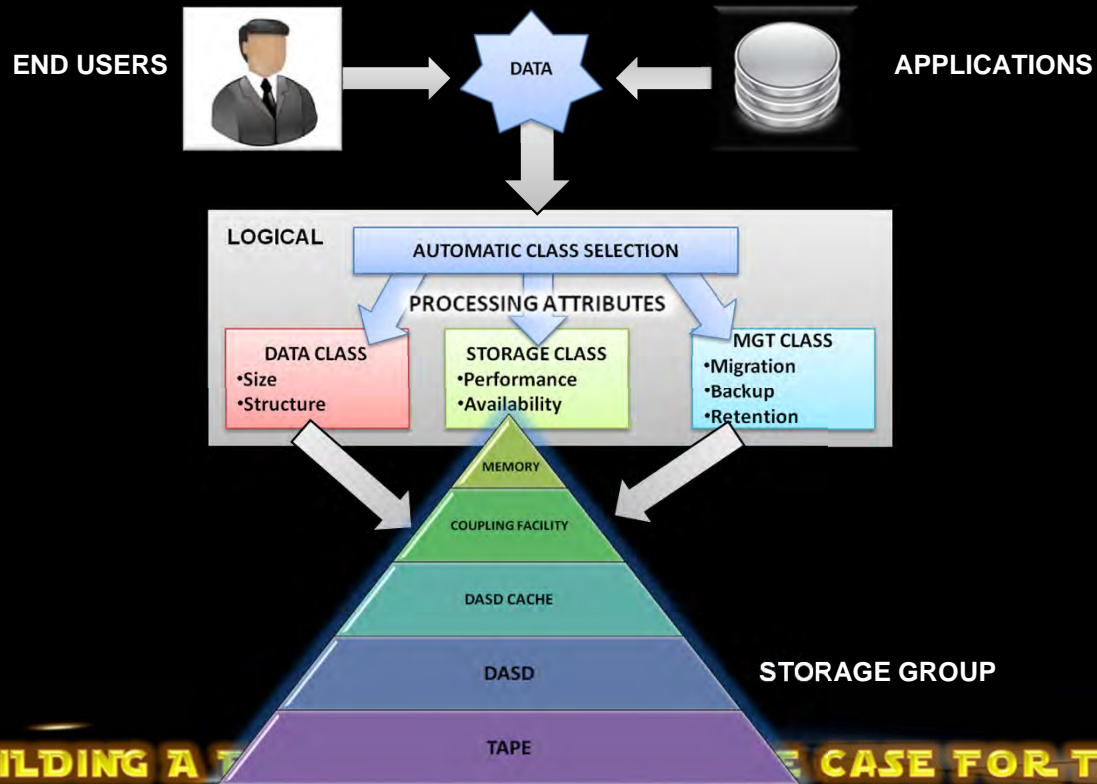 END USERS
DATA
APPLICATIONS
LOGICAL
AUTOMATIC CLASS SELECTION
PROCESSING ATTRIBUTES
DATA CLASS
•Size
•Structure
STORAGE CLASS
•Performance
•Availability
MGT CLASS
•Migration
•Backup
•Retention
MEMORY
COUPLING FACILITY
DASD CACHE
DASD
STORAGE GROUP
TAPE
ILDING A
CASE FOR T